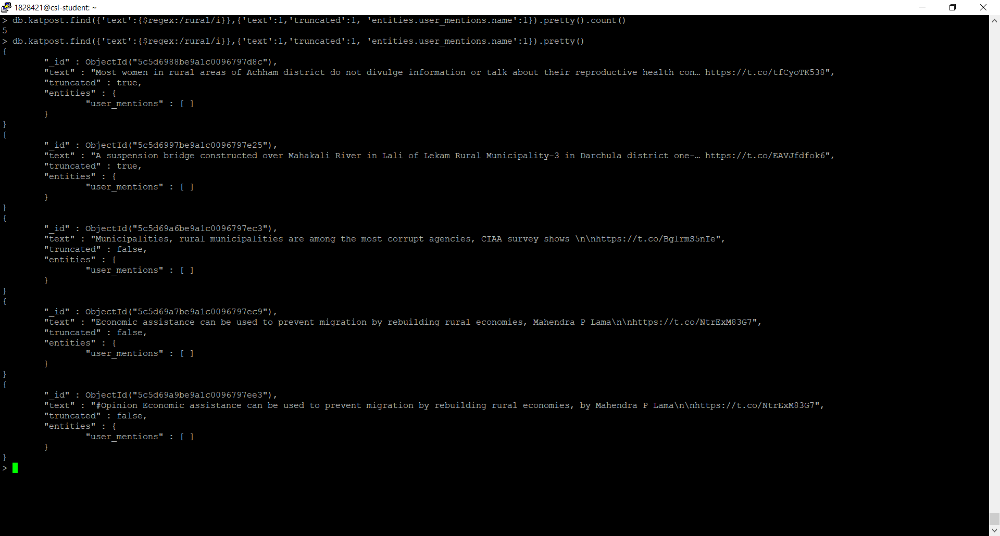 1828421@csl-student: ~
> db.katpost.find({'text':{$regex:/rural/i}},{'text':1,'truncated':1, 'entities.user_mentions.name':1}).pretty().count()
5
> db.katpost.find({'text':{$regex:/rural/i}},{'text':1,'truncated':1, 'entities.user_mentions.name':1}).pretty()
{
        "_id" : ObjectId("5c5d6988be9a1c0096797d8c"),
        "text" : "Most women in rural areas of Achham district do not divulge information or talk about their reproductive health con… https://t.co/tfCyoTK538",
        "truncated" : true,
        "entities" : {
                "user_mentions" : [ ]
        }
}
{
        "_id" : ObjectId("5c5d6997be9a1c0096797e25"),
        "text" : "A suspension bridge constructed over Mahakali River in Lali of Lekam Rural Municipality-3 in Darchula district one-… https://t.co/EAVJfdfok6",
        "truncated" : true,
        "entities" : {
                "user_mentions" : [ ]
        }
}
{
        "_id" : ObjectId("5c5d69a6be9a1c0096797ec3"),
        "text" : "Municipalities, rural municipalities are among the most corrupt agencies, CIAA survey shows \n\nhttps://t.co/BglrmS5nIe",
        "truncated" : false,
        "entities" : {
                "user_mentions" : [ ]
        }
}
{
        "_id" : ObjectId("5c5d69a7be9a1c0096797ec9"),
        "text" : "Economic assistance can be used to prevent migration by rebuilding rural economies, Mahendra P Lama\n\nhttps://t.co/NtrExM83G7",
        "truncated" : false,
        "entities" : {
                "user_mentions" : [ ]
        }
}
{
        "_id" : ObjectId("5c5d69a9be9a1c0096797ee3"),
        "text" : "#Opinion Economic assistance can be used to prevent migration by rebuilding rural economies, by Mahendra P Lama\n\nhttps://t.co/NtrExM83G7",
        "truncated" : false,
        "entities" : {
                "user_mentions" : [ ]
        }
}
>